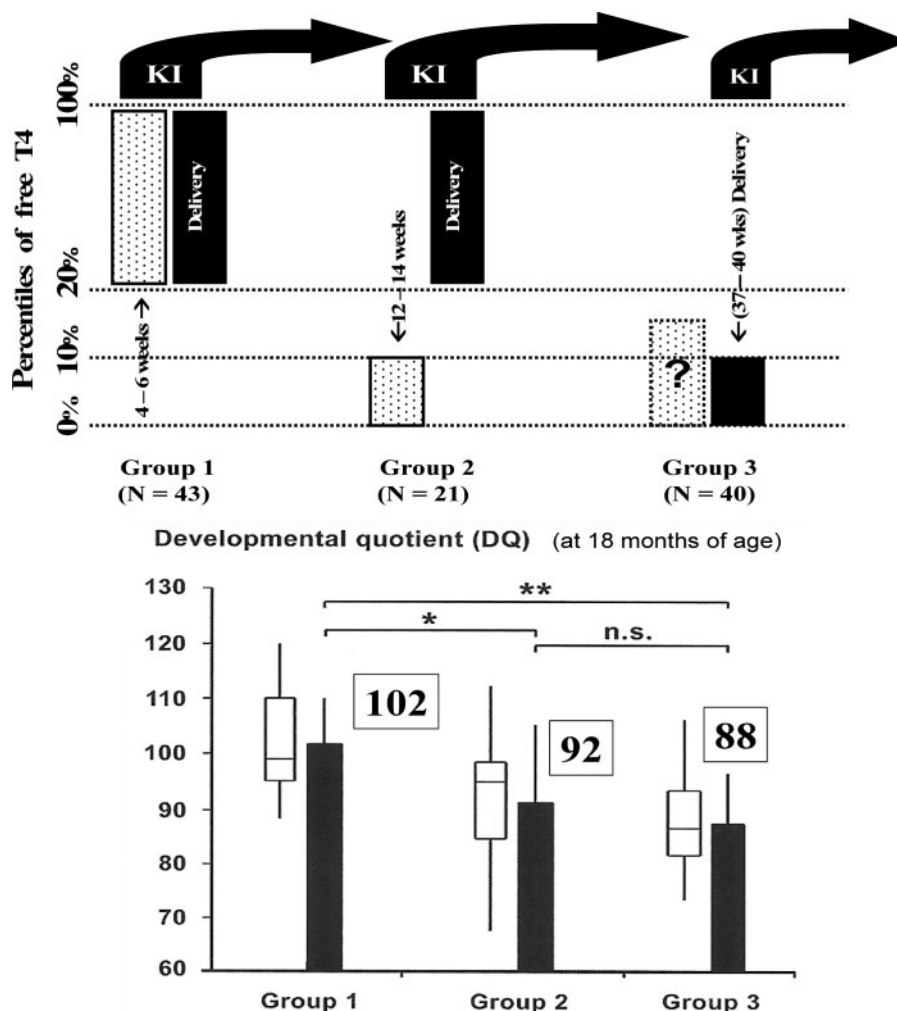 KI
KI
KI
Percentiles of free T4
100%
20%
10%
0%
4–6 weeks
Delivery
12–14 weeks
Delivery
?
(37–40 wks) Delivery
Group 1
(N = 43)
Group 2
(N = 21)
Group 3
(N = 40)
Developmental quotient (DQ) (at 18 months of age)
130
120
110
100
90
80
70
60
**
*
n.s.
102
92
88
Group 1
Group 2
Group 3